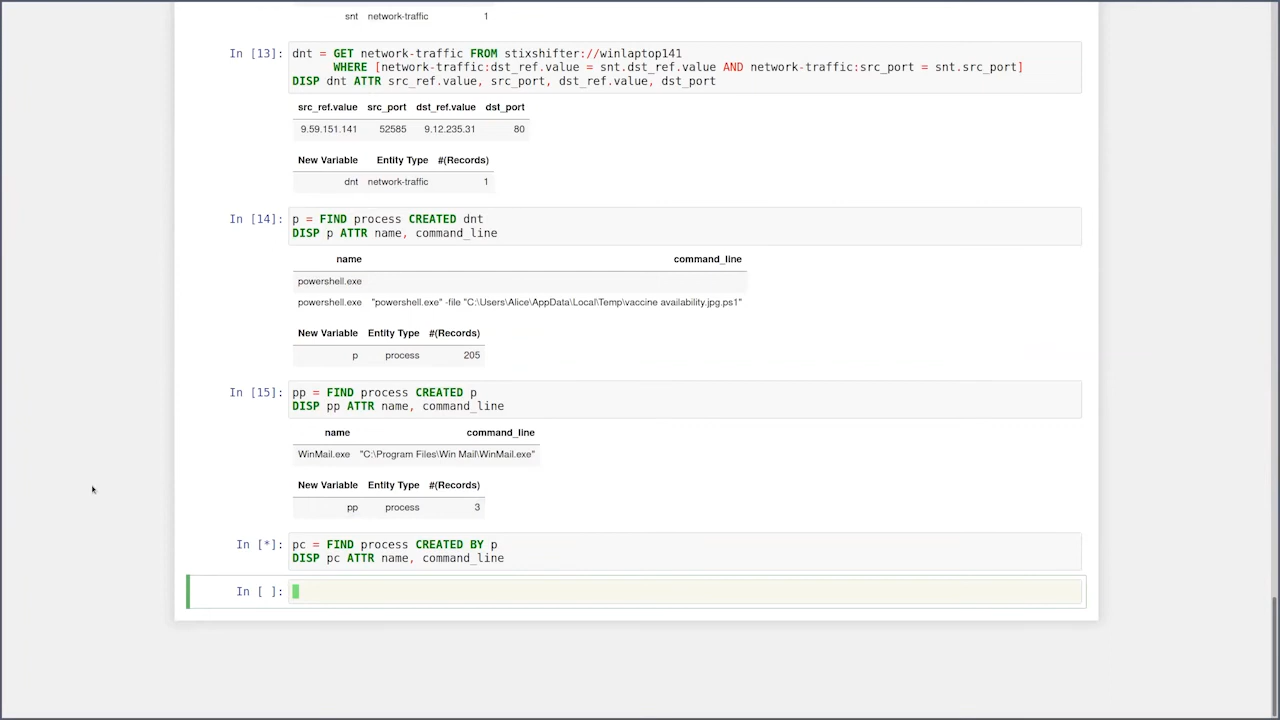 snt network-traffic 1
In [13]: dnt = GET network-traffic FROM stixshifter://winlaptop141
WHERE [network-traffic:dst_ref.value = snt.dst_ref.value AND network-traffic:src_port = snt.src_port]
DISP dnt ATTR src_ref.value, src_port, dst_ref.value, dst_port
src_ref.value src_port dst_ref.value dst_port
9.59.151.141 52585 9.12.235.31 80
New Variable Entity Type #(Records)
dnt network-traffic 1
In [14]: p = FIND process CREATED dnt
DISP p ATTR name, command_line
name command_line
powershell.exe
powershell.exe "powershell.exe" -file "C:\Users\Alice\AppData\Local\Temp\vaccine availability.jpg.ps1"
New Variable Entity Type #(Records)
p process 205
In [15]: pp = FIND process CREATED p
DISP pp ATTR name, command_line
name command_line
WinMail.exe "C:\Program Files\Win Mail\WinMail.exe"
New Variable Entity Type #(Records)
pp process 3
In [*]: pc = FIND process CREATED BY p
DISP pc ATTR name, command_line
In [ ]: